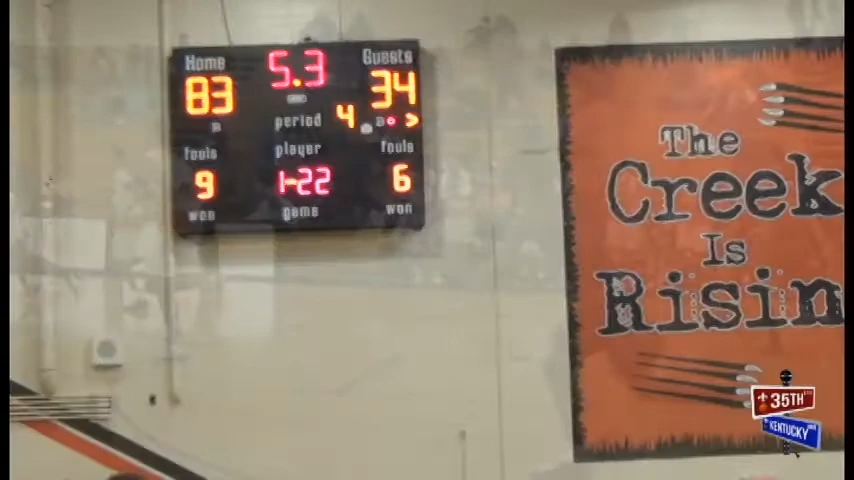 Home 5.3 Guests
83 34
period 4
fouls player fouls
9 1-22 6
won game won
The
Creek
Is
Rising
35TH
KENTUCKY